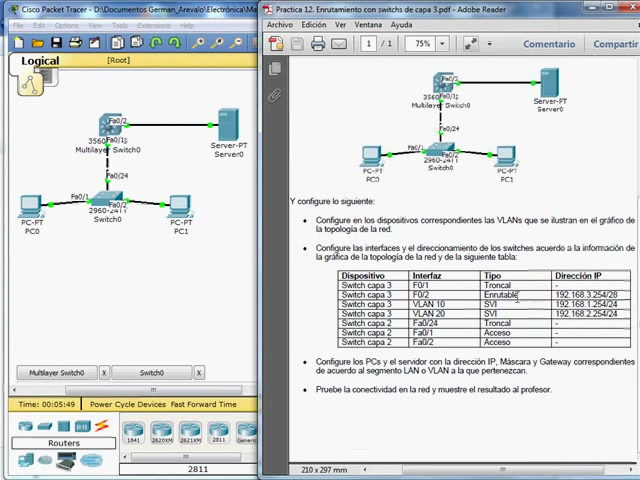 Cisco Packet Tracer - D:\Documentos German_Arevalo\Electrónica\Ma
File Edit Options View Tools Extensions Help
Logical
[Root]
Fa0/2
Fa0/1
Multilayer Switch0
Server-PT
Server0
Fa0/24
Fa0/1
Fa0/2
2960-24TT
Switch0
PC-PT
PC0
PC-PT
PC1
Multilayer Switch0 X
Switch0 X
Time: 00:05:49 Power Cycle Devices Fast Forward Time
Routers
1841 2620XM 2621XM 2811 Generic
2811
Practica 12. Enrutamiento con switchs de capa 3.pdf - Adobe Reader
Archivo Edición Ver Ventana Ayuda
1 / 1 75% Comentario Compartir
Fa0/2
Fa0/1
Multilayer Switch0
Server-PT
Server0
Fa0/24
Fa0/1
Fa0/2
2960-24TT
Switch0
PC-PT
PC0
PC-PT
PC1
Y configure lo siguiente:
• Configure en los dispositivos correspondientes las VLANs que se ilustran en el gráfico de
la topología de la red.
• Configure las interfaces y el direccionamiento de los switches acuerdo a la información de
la gráfica de la topología de la red y de la siguiente tabla:
Dispositivo Interfaz Tipo Dirección IP
Switch capa 3 F0/1 Troncal -
Switch capa 3 F0/2 Enrutable 192.168.3.254/28
Switch capa 3 VLAN 10 SVI 192.168.1.254/24
Switch capa 3 VLAN 20 SVI 192.168.2.254/24
Switch capa 2 Fa0/24 Troncal -
Switch capa 2 Fa0/1 Acceso -
Switch capa 2 Fa0/2 Acceso -
• Configure los PCs y el servidor con la dirección IP, Máscara y Gateway correspondientes
de acuerdo al segmento LAN o VLAN a la que pertenezcan.
• Pruebe la conectividad en la red y muestre el resultado al profesor.
210 x 297 mm